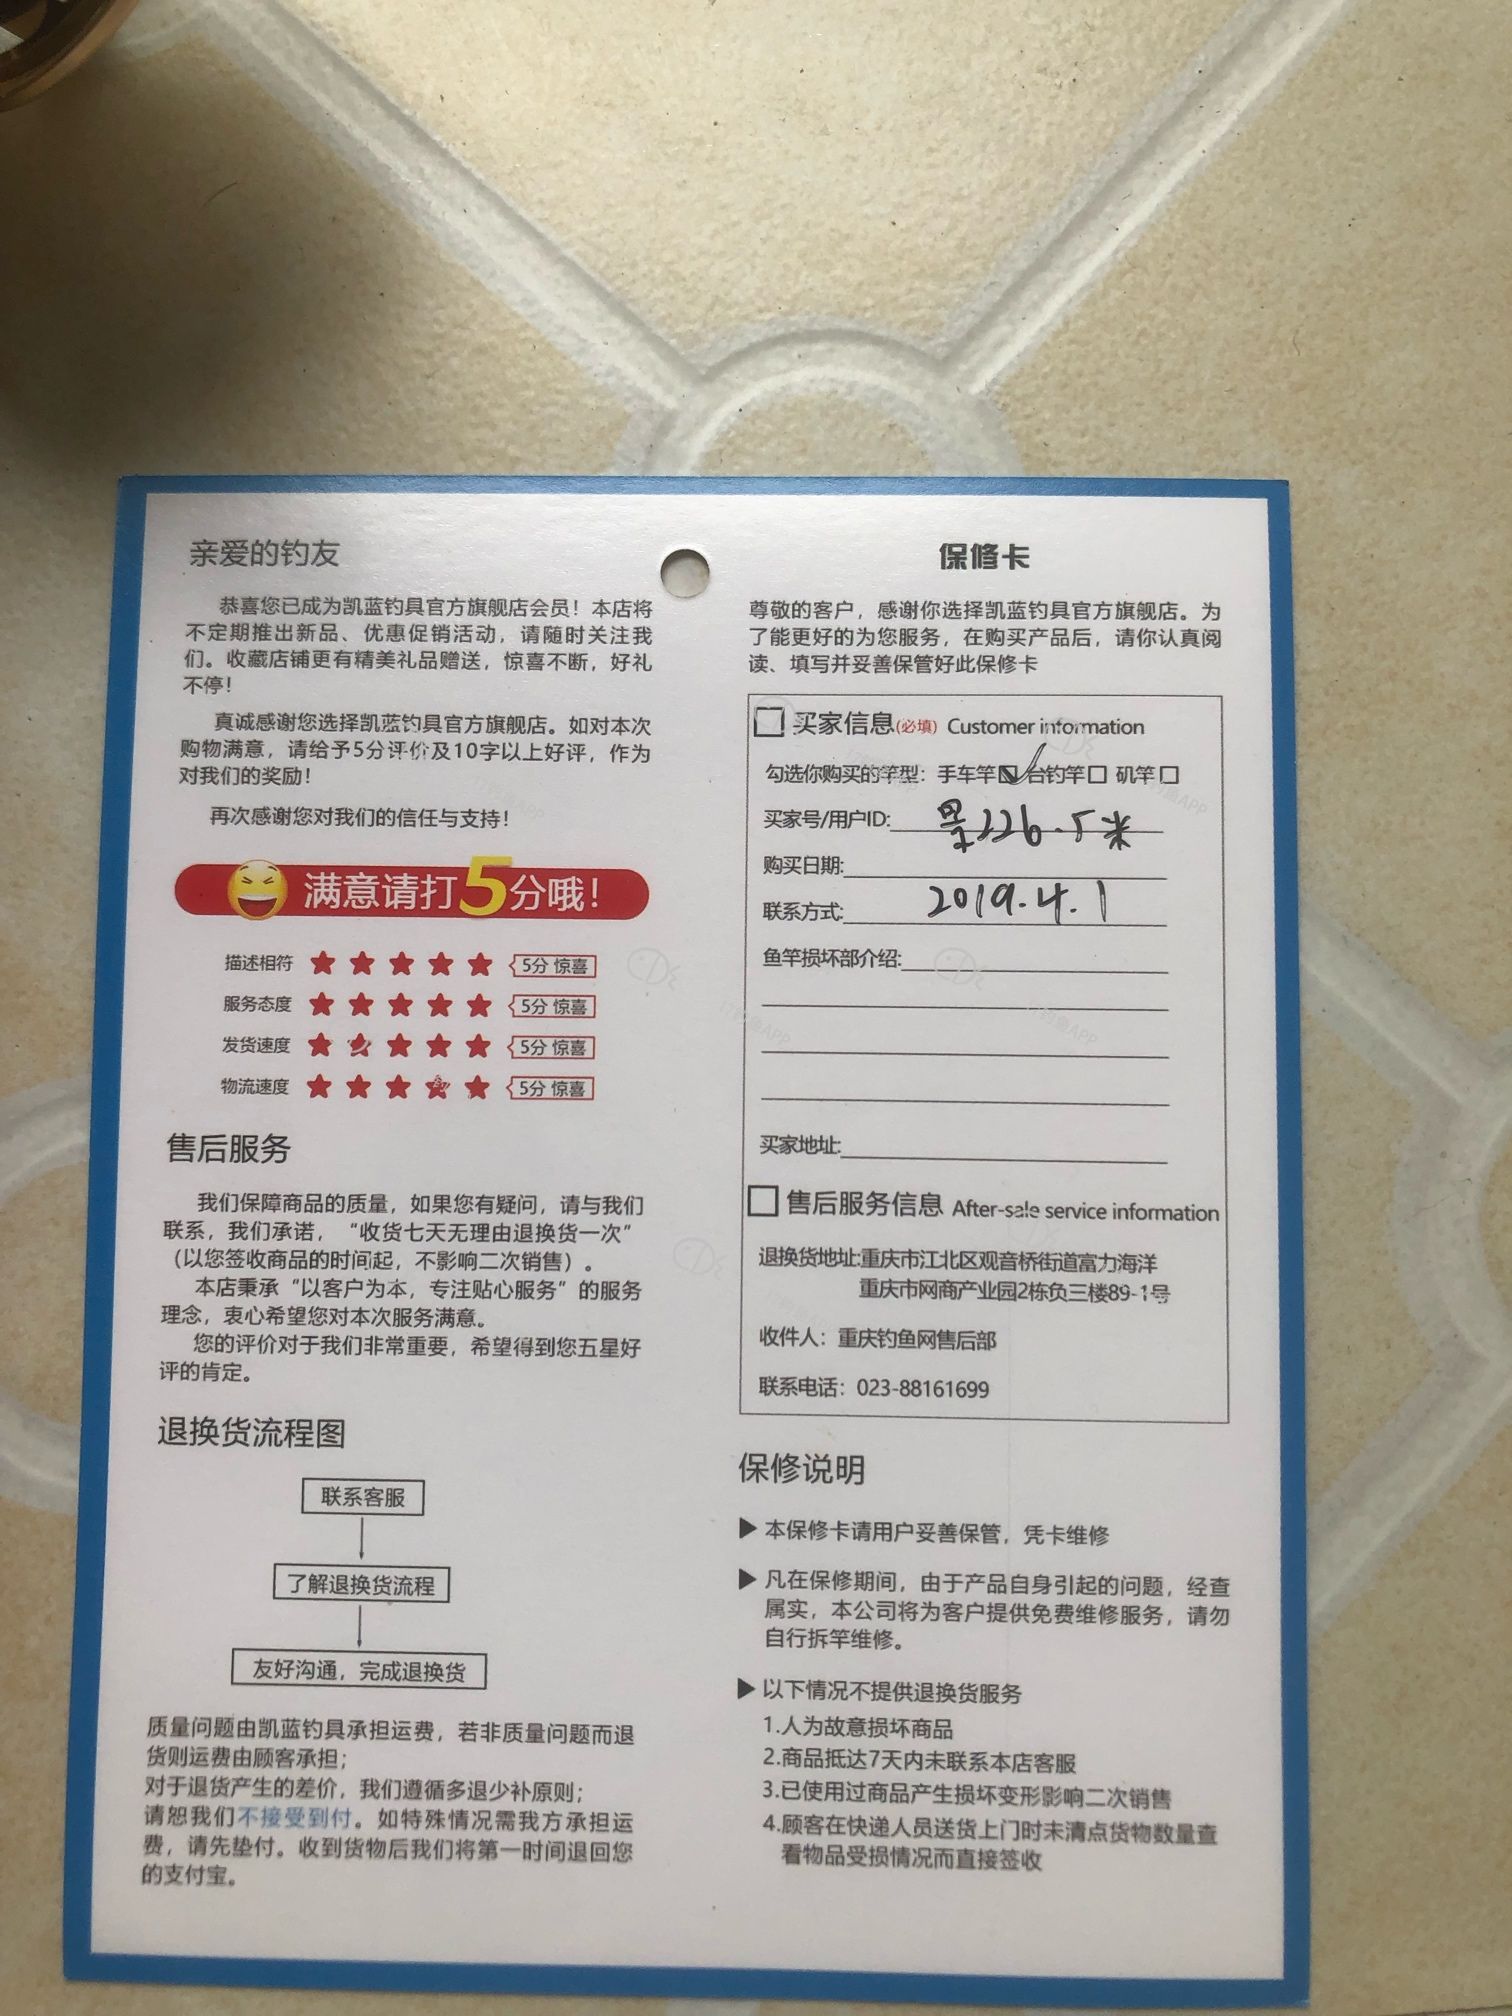 亲爱的钓友
恭喜您已成为凯蓝钓具官方旗舰店会员！本店将
不定期推出新品、优惠促销活动，请随时关注我
们。收藏店铺更有精美礼品赠送，惊喜不断，好礼
不停！
真诚感谢您选择凯蓝钓具官方旗舰店。如对本次
购物满意，请给予5分评价及10字以上好评，作为
对我们的奖励！
再次感谢您对我们的信任与支持！
满意请打5分哦！
描述相符 ★★★★★ 5分 惊喜
服务态度 ★★★★★ 5分 惊喜
发货速度 ★★★★★ 5分 惊喜
物流速度 ★★★★★ 5分 惊喜
售后服务
我们保障商品的质量，如果您有疑问，请与我们
联系，我们承诺，“收货七天无理由退换货一次”
（以您签收商品的时间起，不影响二次销售）。
本店秉承“以客户为本，专注贴心服务”的服务
理念，衷心希望您对本次服务满意。
您的评价对于我们非常重要，希望得到您五星好
评的肯定。
退换货流程图
联系客服
了解退换货流程
友好沟通，完成退换货
质量问题由凯蓝钓具承担运费，若非质量问题而退
货则运费由顾客承担；
对于退货产生的差价，我们遵循多退少补原则；
请恕我们不接受到付。如特殊情况需我方承担运
费，请先垫付。收到货物后我们将第一时间退回您
的支付宝。
保修卡
尊敬的客户，感谢你选择凯蓝钓具官方旗舰店。为
了能更好的为您服务，在购买产品后，请你认真阅
读、填写并妥善保管好此保修卡
买家信息(必填) Customer information
勾选你购买的竿型：手车竿☑ 台钓竿□ 矶竿□
买家号/用户ID: 226.5米
购买日期:
联系方式: 2019.4.1
鱼竿损坏部介绍:
买家地址:
售后服务信息 After-sale service information
退换货地址:重庆市江北区观音桥街道富力海洋
重庆市网商产业园2栋负三楼89-1号
收件人：重庆钓鱼网售后部
联系电话：023-88161699
保修说明
▶本保修卡请用户妥善保管，凭卡维修
▶凡在保修期间，由于产品自身引起的问题，经查
属实，本公司将为客户提供免费维修服务，请勿
自行拆竿维修。
▶以下情况不提供退换货服务
1.人为故意损坏商品
2.商品抵达7天内未联系本店客服
3.已使用过商品产生损坏变形影响二次销售
4.顾客在快递人员送货上门时未清点货物数量查
看物品受损情况而直接签收